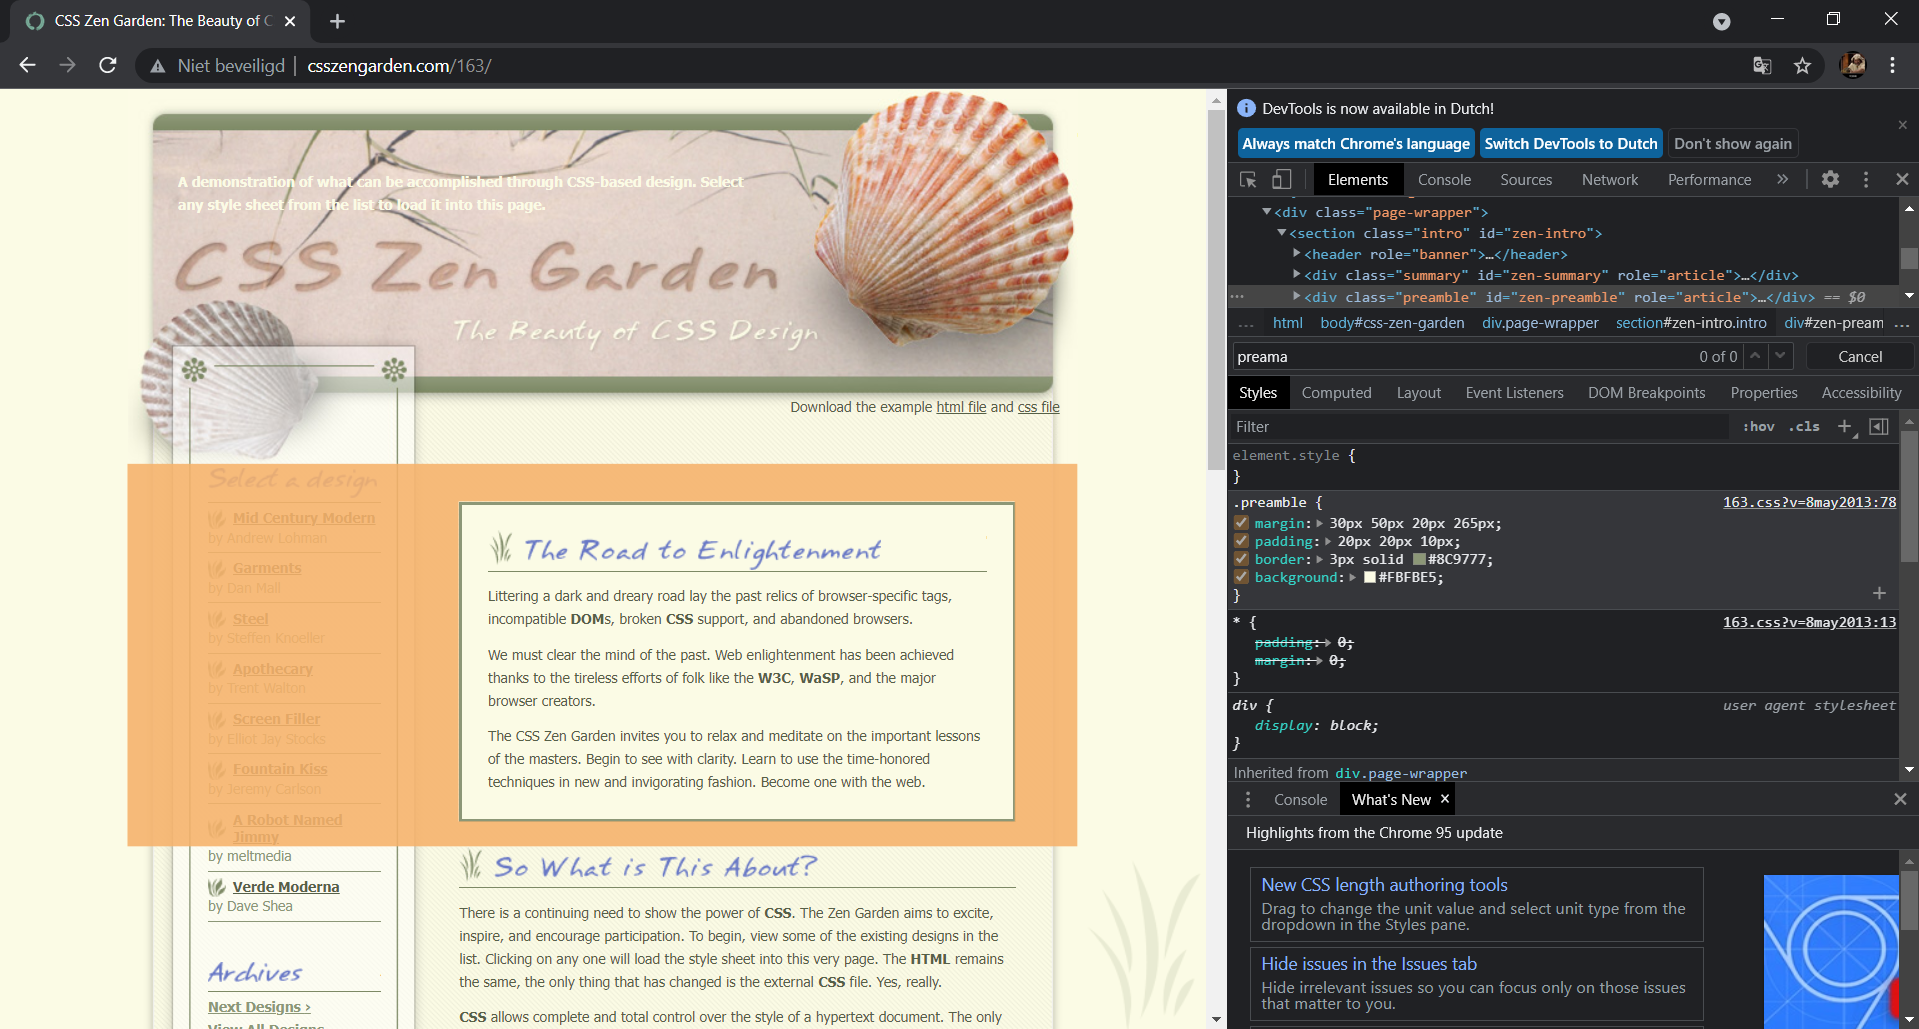 CSS Zen Garden: The Beauty of C
Niet beveiligd | csszengarden.com/163/
A demonstration of what can be accomplished through CSS-based design. Select
any style sheet from the list to load it into this page.
CSS Zen Garden
The Beauty of CSS Design
Download the example html file and css file
Select a design
Mid Century Modern
by Andrew Lohman
Garments
by Dan Mall
Steel
by Steffen Knoeller
Apothecary
by Trent Walton
Screen Filler
by Elliot Jay Stocks
Fountain Kiss
by Jeremy Carlson
A Robot Named
Jimmy
by meltmedia
Verde Moderna
by Dave Shea
Archives
Next Designs ›
View All Designs
The Road to Enlightenment
Littering a dark and dreary road lay the past relics of browser-specific tags,
incompatible DOMs, broken CSS support, and abandoned browsers.
We must clear the mind of the past. Web enlightenment has been achieved
thanks to the tireless efforts of folk like the W3C, WaSP, and the major
browser creators.
The CSS Zen Garden invites you to relax and meditate on the important lessons
of the masters. Begin to see with clarity. Learn to use the time-honored
techniques in new and invigorating fashion. Become one with the web.
So What is This About?
There is a continuing need to show the power of CSS. The Zen Garden aims to excite,
inspire, and encourage participation. To begin, view some of the existing designs in the
list. Clicking on any one will load the style sheet into this very page. The HTML remains
the same, the only thing that has changed is the external CSS file. Yes, really.
CSS allows complete and total control over the style of a hypertext document. The only
DevTools is now available in Dutch!
Always match Chrome's language Switch DevTools to Dutch Don't show again
Elements Console Sources Network Performance
<div class="page-wrapper">
<section class="intro" id="zen-intro">
<header role="banner">…</header>
<div class="summary" id="zen-summary" role="article">…</div>
<div class="preamble" id="zen-preamble" role="article">…</div> == $0
... html body#css-zen-garden div.page-wrapper section#zen-intro.intro div#zen-pream ...
preama 0 of 0 Cancel
Styles Computed Layout Event Listeners DOM Breakpoints Properties Accessibility
Filter :hov .cls +
element.style {
}
.preamble { 163.css?v=8may2013:78
margin: 30px 50px 20px 265px;
padding: 20px 20px 10px;
border: 3px solid #8C9777;
background: #FBFBE5;
}
* { 163.css?v=8may2013:13
padding: 0;
margin: 0;
}
div { user agent stylesheet
display: block;
}
Inherited from div.page-wrapper
Console What's New
Highlights from the Chrome 95 update
New CSS length authoring tools
Drag to change the unit value and select unit type from the
dropdown in the Styles pane.
Hide issues in the Issues tab
Hide irrelevant issues so you can focus only on those issues
that matter to you.